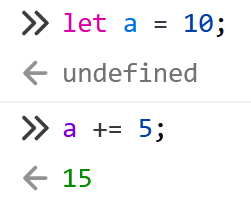 let a = 10;
undefined
a += 5;
15